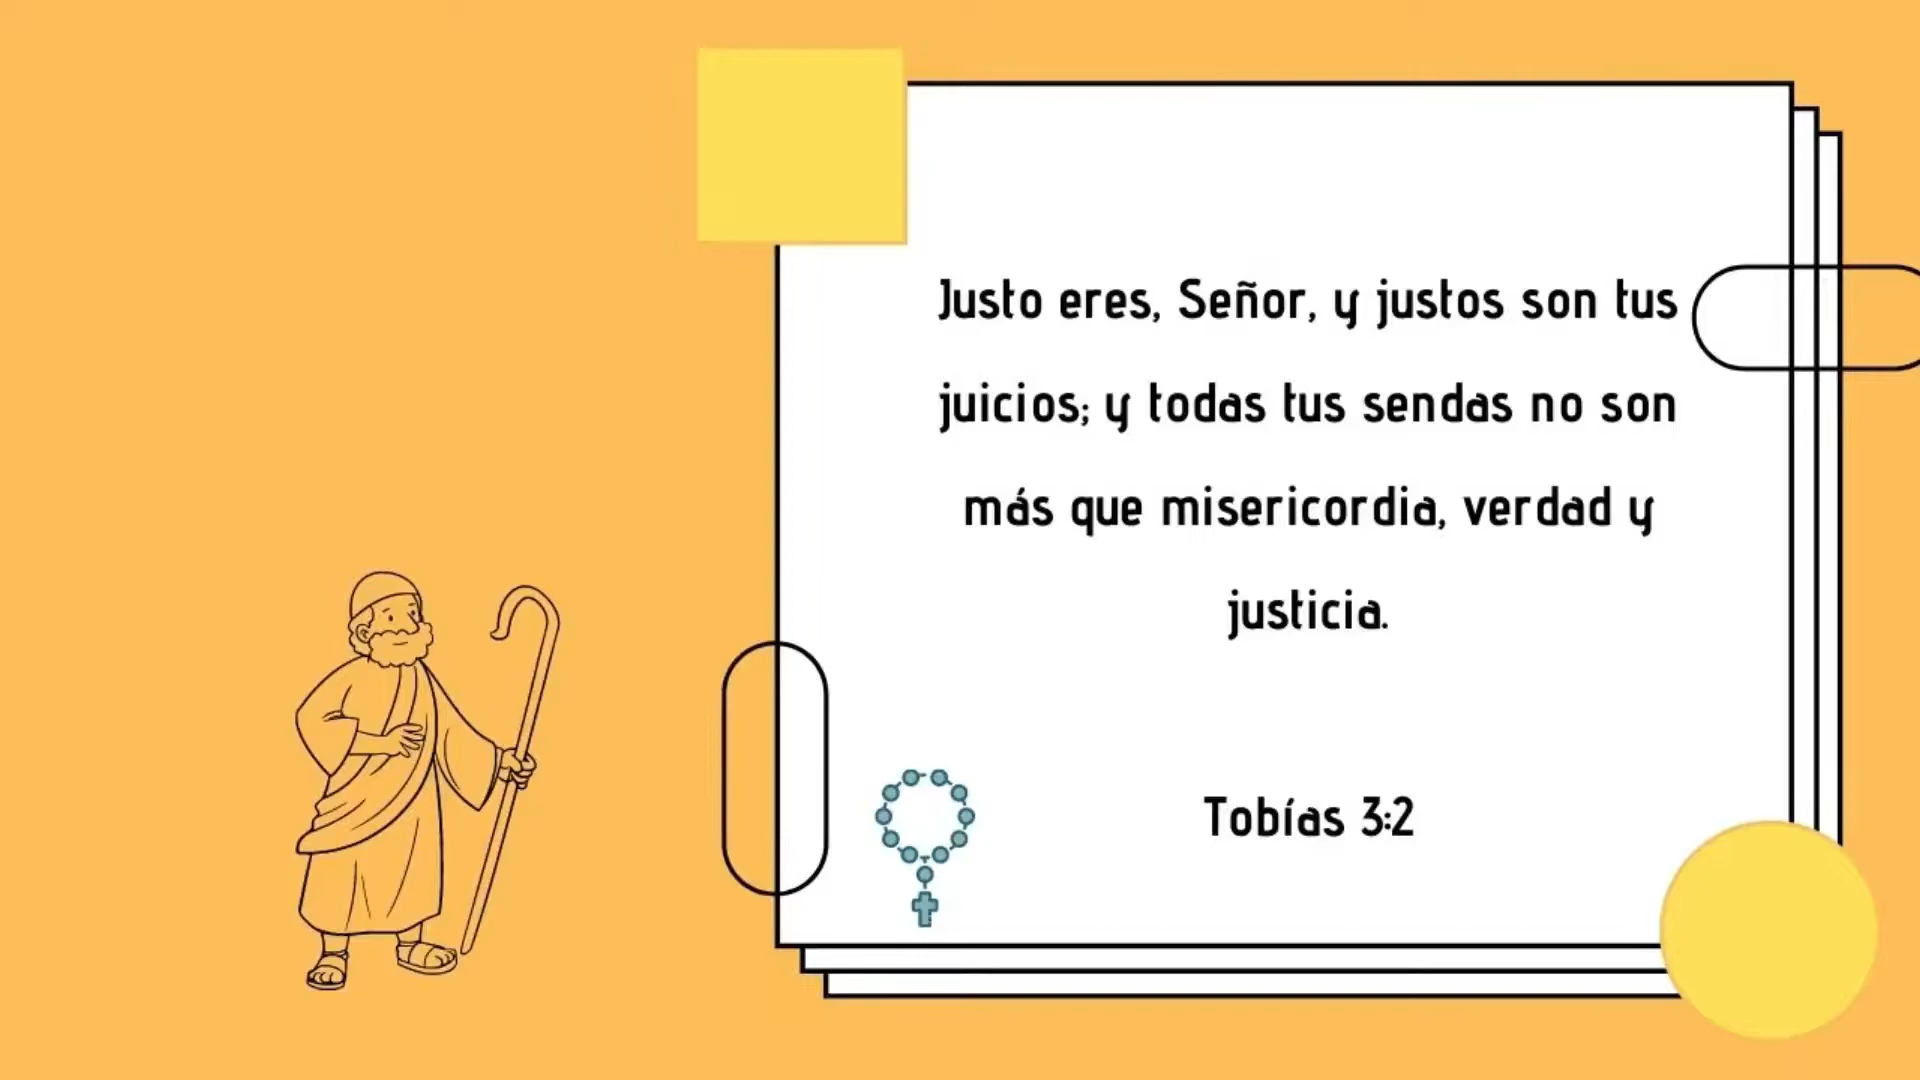 Justo eres, Señor, y justos son tus
juicios; y todas tus sendas no son
más que misericordia, verdad y
justicia.
Tobías 3:2